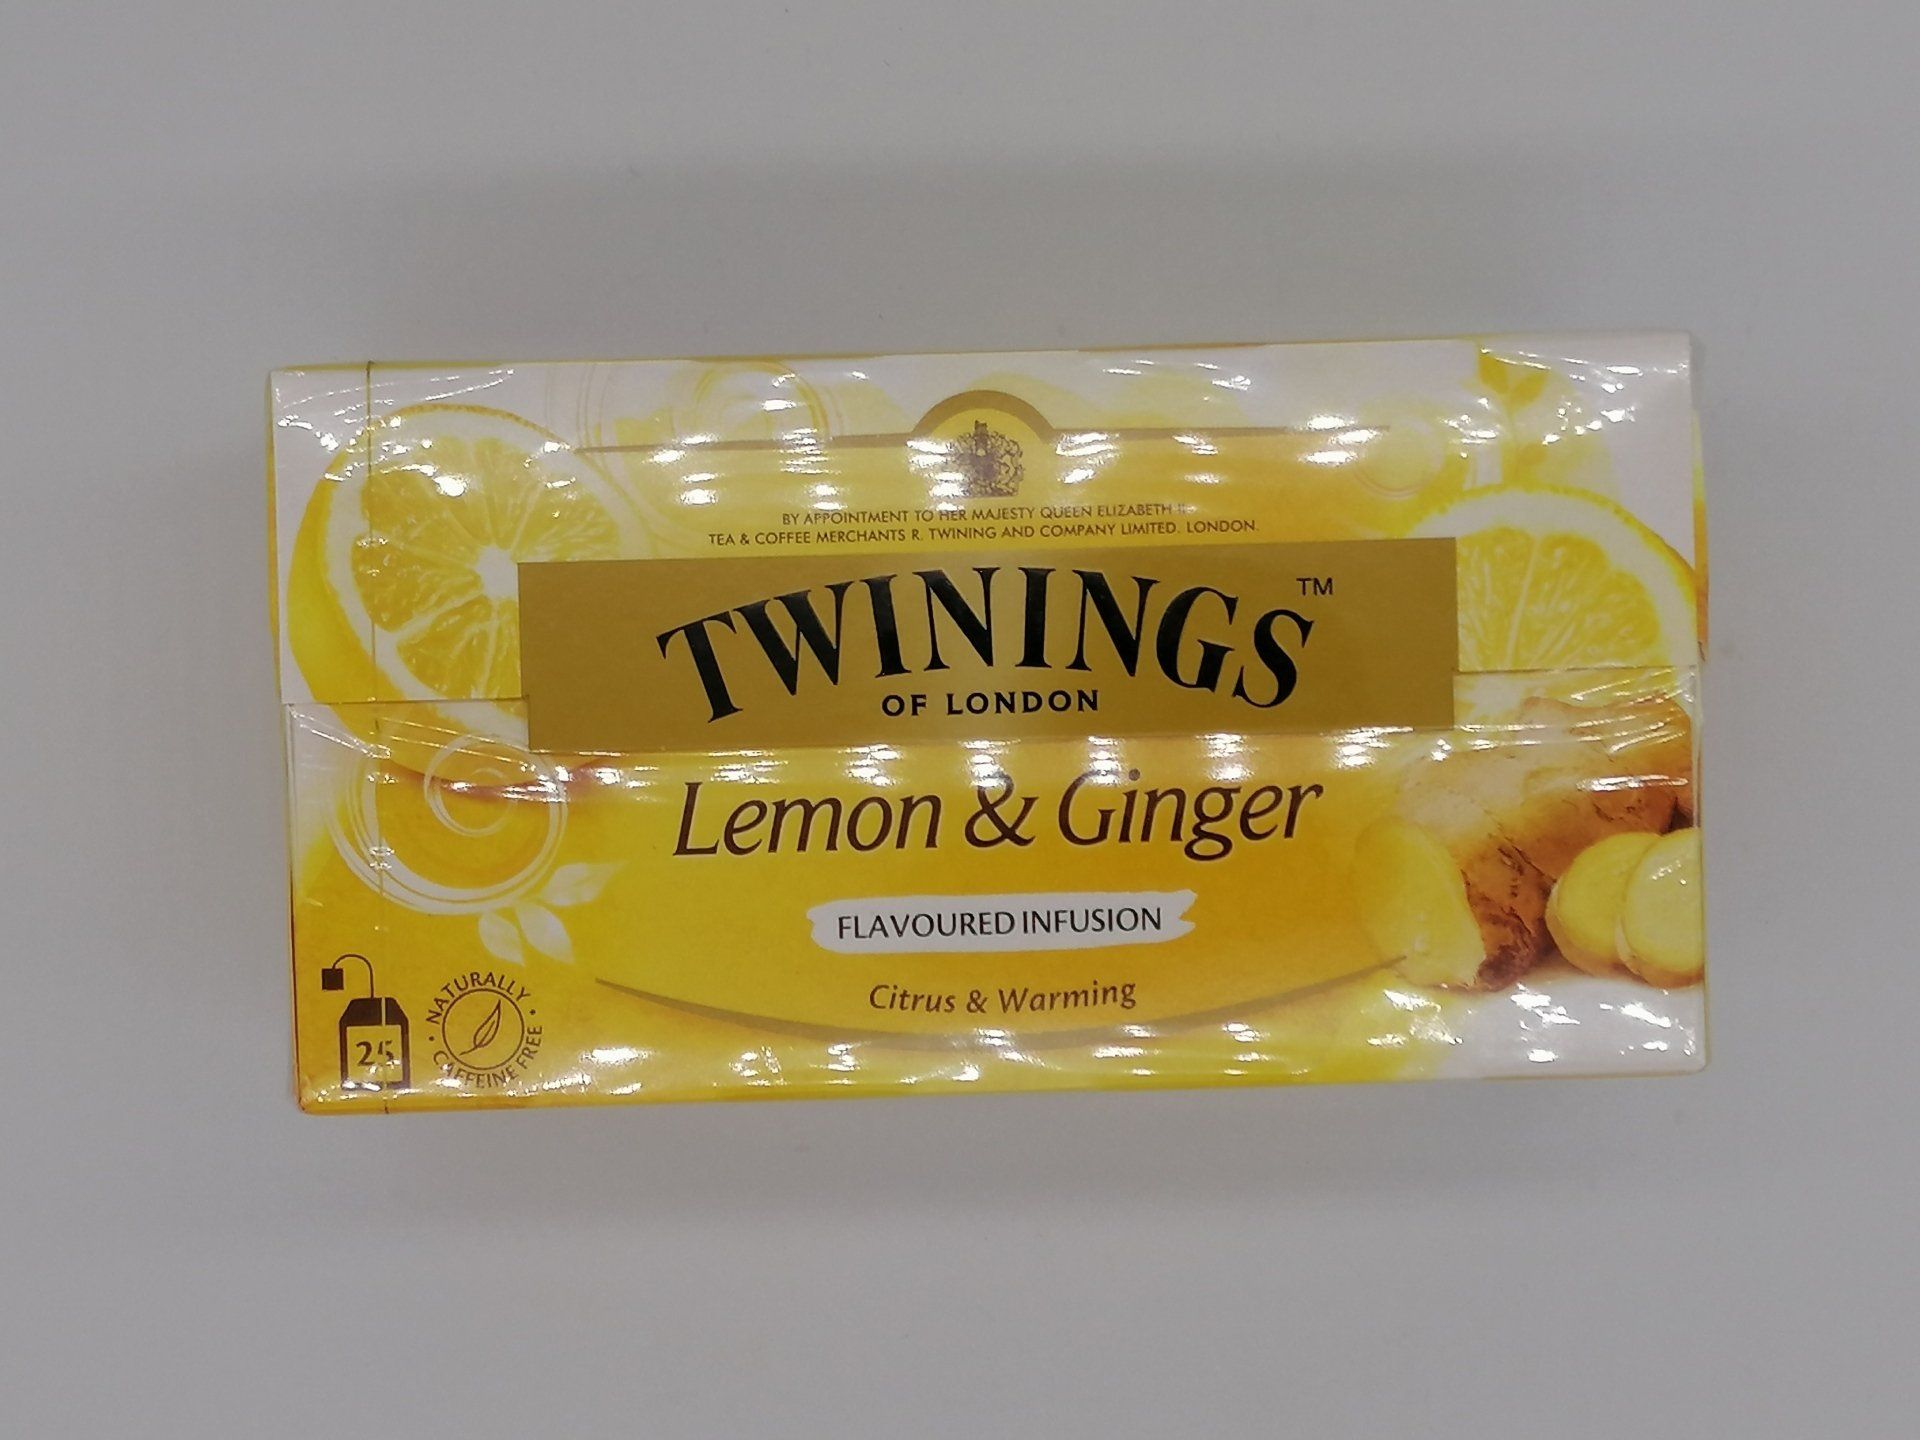 BY APPOINTMENT TO HER MAJESTY QUEEN ELIZABETH II
TEA & COFFEE MERCHANTS R. TWINING AND COMPANY LIMITED. LONDON.
TWININGS™
OF LONDON
Lemon & Ginger
FLAVOURED INFUSION
Citrus & Warming
25
NATURALLY
CAFFEINE FREE